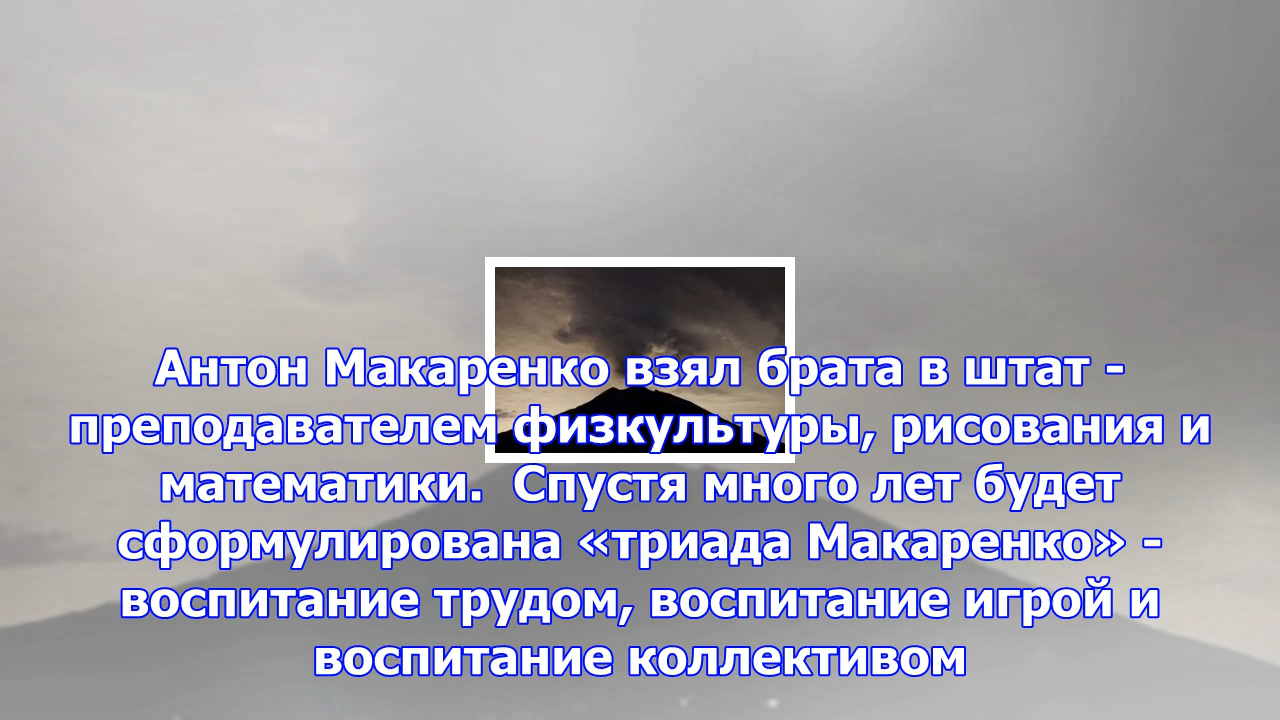 Антон Макаренко взял брата в штат -
преподавателем физкультуры, рисования и
математики.  Спустя много лет будет
сформулирована «триада Макаренко» -
воспитание трудом, воспитание игрой и
воспитание коллективом